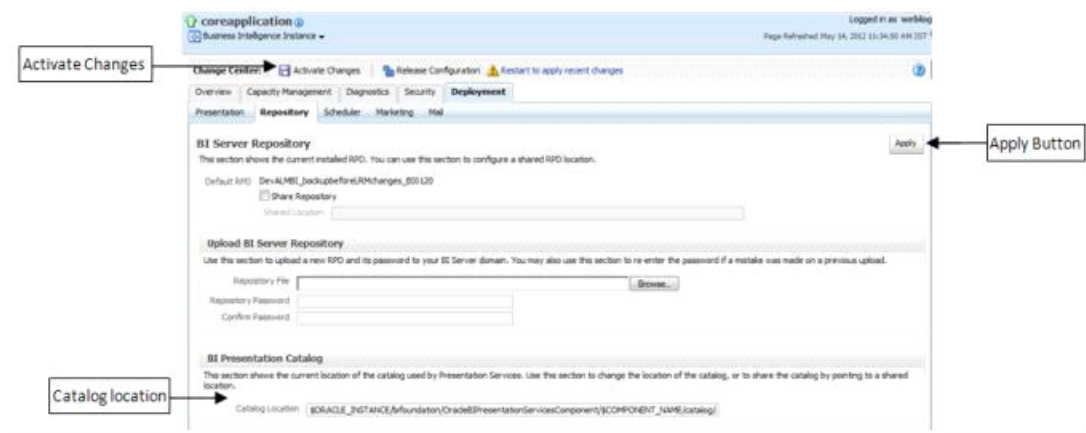 coreapplication
Logged in as weblog
Business Intelligence Instance
Page Refreshed May 14, 2012 11:34:50 AM IST
Activate Changes
Change Center: Activate Changes Release Configuration Restart to apply recent changes
Overview Capacity Management Diagnostics Security Deployment
Presentation Repository Scheduler Marketing Mail
BI Server Repository
Apply
Apply Button
This section shows the current installed RPD. You can use this section to configure a shared RPD location.
Default RPD DevALMBI_backupbeforeLRMchanges_BI0120
Share Repository
Shared Location
Upload BI Server Repository
Use this section to upload a new RPD and its password to your BI Server domain. You may also use this section to re-enter the password if a mistake was made on a previous upload.
Repository File Browse...
Repository Password
Confirm Password
BI Presentation Catalog
This section shows the current location of the catalog used by Presentation Services. Use this section to change the location of the catalog, or to share the catalog by pointing to a shared
location.
Catalog location
Catalog Location $ORACLE_INSTANCE/bifoundation/OracleBIPresentationServicesComponent/$COMPONENT_NAME/catalog/